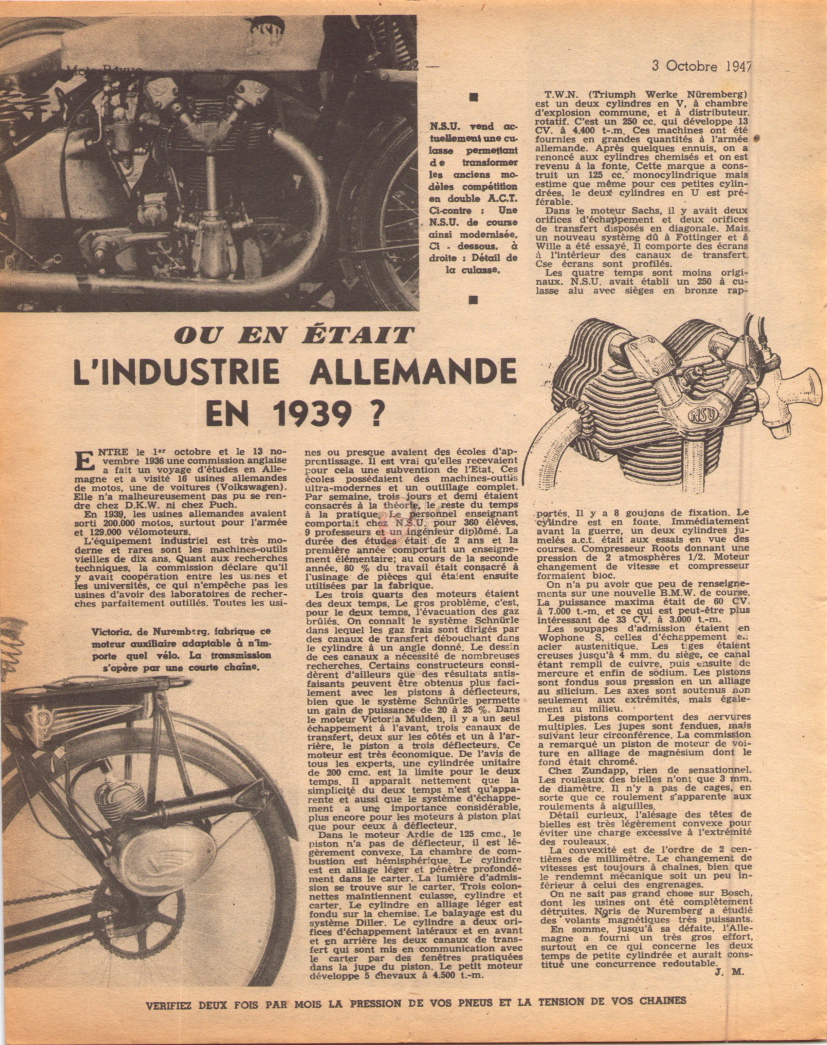 Moto Revue
3 Octobre 1947
N.S.U. vend ac-
tuellement une cu-
lasse permettant
de transformer
les anciens mo-
dèles compétition
en double A.C.T.
Ci-contre : Une
N.S.U. de course
ainsi modernisée.
Ci - dessous, à
droite : Détail de
la culasse.
OU EN ÉTAIT
L'INDUSTRIE ALLEMANDE
EN 1939 ?
ENTRE le 1er octobre et le 13 no-
vembre 1936 une commission anglaise
a fait un voyage d'études en Alle-
magne et a visité 16 usines allemandes
de motos, une de voitures (Volkswagen).
Elle n'a malheureusement pas pu se ren-
dre chez D.K.W. ni chez Puch.
En 1939, les usines allemandes avaient
sorti 200.000 motos, surtout pour l'armée
et 129.000 vélomoteurs.
L'équipement industriel est très mo-
derne et rares sont les machines-outils
vieilles de dix ans. Quant aux recherches
techniques, la commission déclare qu'il
y avait coopération entre les usines et
les universités, ce qui n'empêche pas les
usines d'avoir des laboratoires de recher-
ches parfaitement outillés. Toutes les usi-
Victoria, de Nuremberg, fabrique ce
moteur auxiliaire adaptable à n'im-
porte quel vélo. La transmission
s'opère par une courte chaîne.
nes ou presque avaient des écoles d'ap-
prentissage. Il est vrai qu'elles recevaient
pour cela une subvention de l'Etat. Ces
écoles possédaient des machines-outils
ultra-modernes et un outillage complet.
Par semaine, trois jours et demi étaient
consacrés à la théorie, le reste du temps
à la pratique. Le personnel enseignant
comportait chez N.S.U. pour 360 élèves,
9 professeurs et un ingénieur diplômé. La
durée des études était de 2 ans et la
première année comportait un enseigne-
ment élémentaire; au cours de la seconde
année, 80 % du travail était consacré à
l'usinage de pièces qui étaient ensuite
utilisées par la fabrique.
Les trois quarts des moteurs étaient
des deux temps. Le gros problème, c'est,
pour le deux temps, l'évacuation des gaz
brûlés. On connaît le système Schnürle
dans lequel les gaz frais sont dirigés par
des canaux de transfert débouchant dans
le cylindre à un angle donné. Le dessin
de ces canaux a nécessité de nombreuses
recherches. Certains constructeurs consi-
dèrent d'ailleurs que des résultats satis-
faisants peuvent être obtenus plus faci-
lement avec les pistons à déflecteurs,
bien que le système Schnürle permette
un gain de puissance de 20 à 25 %. Dans
le moteur Victoria Mulden, il y a un seul
échappement à l'avant, trois canaux de
transfert, deux sur les côtés et un à l'ar-
rière, le piston a trois déflecteurs. Ce
moteur est très économique. De l'avis de
tous les experts, une cylindrée unitaire
de 200 cmc. est la limite pour le deux
temps. Il apparaît nettement que la
simplicité du deux temps n'est qu'appa-
rente et aussi que le système d'échappe-
ment a une importance considérable,
plus encore pour les moteurs à piston plat
que pour ceux à déflecteur.
Dans le moteur Ardie de 125 cmc., le
piston n'a pas de déflecteur, il est lé-
gèrement convexe. La chambre de com-
bustion est hémisphérique. Le cylindre
est en alliage léger et pénètre profondé-
ment dans le carter. La lumière d'admis-
sion se trouve sur le carter. Trois colon-
nettes maintiennent culasse, cylindre et
carter. Le cylindre en alliage léger est
fondu sur la chemise. Le balayage est du
système Diller. Le cylindre a deux ori-
fices d'échappement latéraux et en avant
et en arrière les deux canaux de trans-
fert qui sont mis en communication avec
le carter par des fenêtres pratiquées
dans la jupe du piston. Le petit moteur
développe 5 chevaux à 4.500 t.-m.
T.W.N. (Triumph Werke Nüremberg)
est un deux cylindres en V, à chambre
d'explosion commune, et à distributeur
rotatif. C'est un 250 cc. qui développe 13
CV. à 4.400 t-.m. Ces machines ont été
fournies en grandes quantités à l'armée
allemande. Après quelques ennuis, on a
renoncé aux cylindres chemisés et on est
revenu à la fonte. Cette marque a cons-
truit un 125 cc. monocylindrique mais
estime que même pour ces petites cylin-
drées, le deux cylindres en U est pré-
férable.
Dans le moteur Sachs, il y avait deux
orifices d'échappement et deux orifices
de transfert disposés en diagonale. Mais
un nouveau système dû à Fottinger et à
Wille a été essayé. Il comporte des écrans
à l'intérieur des canaux de transfert.
Cse écrans sont profilés.
Les quatre temps sont moins origi-
naux. N.S.U. avait établi un 250 à cu-
lasse alu avec sièges en bronze rap-
NSU
portés. Il y a 8 goujons de fixation. Le
cylindre est en fonte. Immédiatement
avant la guerre, un deux cylindres ju-
melés a.c.t. était aux essais en vue des
courses. Compresseur Roots donnant une
pression de 2 atmosphères 1/2. Moteur
changement de vitesse et compresseur
formaient bloc.
On n'a pu avoir que peu de renseigne-
ments sur une nouvelle B.M.W. de course.
La puissance maxima était de 60 CV.
à 7.000 t.-m, et ce qui est peut-être plus
intéressant de 33 CV. à 3.000 t.-m.
Les soupapes d'admission étaient en
Wophone S, celles d'échappement en
acier austenitique. Les tiges étaient
creuses jusqu'à 4 mm. du siège, ce canal
étant rempli de cuivre, puis ensuite de
mercure et enfin de sodium. Les pistons
sont fondus sous pression en un alliage
au silicium. Les axes sont soutenus non
seulement aux extrémités, mais égale-
ment au milieu.
Les pistons comportent des nervures
multiples. Les jupes sont fendues, mais
suivant leur circonférence. La commission
a remarqué un piston de moteur de voi-
ture en alliage de magnésium dont le
fond était chromé.
Chez Zundapp, rien de sensationnel.
Les rouleaux des bielles n'ont que 3 mm.
de diamètre. Il n'y a pas de cages, en
sorte que ce roulement s'apparente aux
roulements à aiguilles.
Détail curieux, l'alésage des têtes de
bielles est très légèrement convexe pour
éviter une charge excessive à l'extrémité
des rouleaux.
La convexité est de l'ordre de 2 cen-
tièmes de millimètre. Le changement de
vitesses est toujours à chaînes, bien que
le rendemnt mécanique soit un peu in-
férieur à celui des engrenages.
On ne sait pas grand chose sur Bosch,
dont les usines ont été complètement
détruites. Noris de Nuremberg a étudié
des volants magnétiques très puissants.
En somme, jusqu'à sa défaite, l'Alle-
magne a fourni un très gros effort,
surtout en ce qui concerne les deux
temps de petite cylindrée et aurait cons-
titué une concurrence redoutable.
J. M.
VERIFIEZ DEUX FOIS PAR MOIS LA PRESSION DE VOS PNEUS ET LA TENSION DE VOS CHAINES